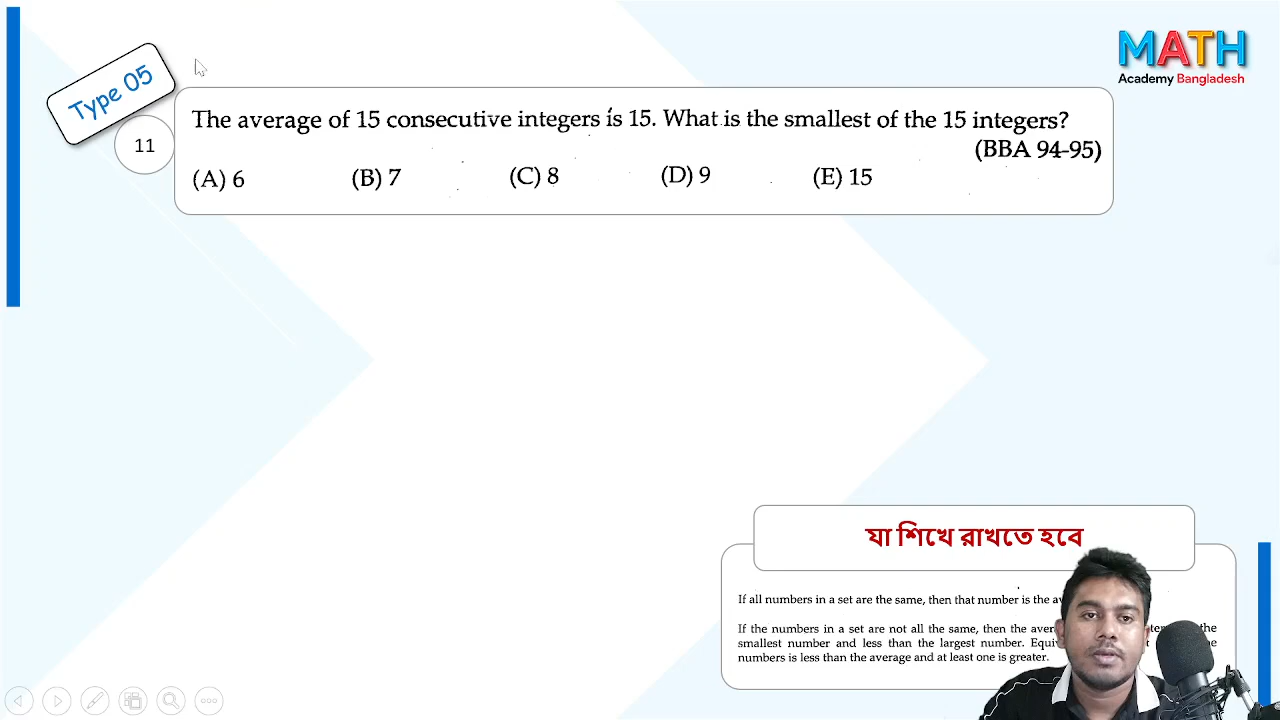 MATH
Academy Bangladesh
Type 05
11
The average of 15 consecutive integers is 15. What is the smallest of the 15 integers?
(BBA 94-95)
(A) 6 (B) 7 (C) 8 (D) 9 (E) 15
যা শিখে রাখতে হবে
If all numbers in a set are the same, then that number is the
If the numbers in a set are not all the same, then the the
smallest number and less than the largest number.
numbers is less than the average and at least one is greater.